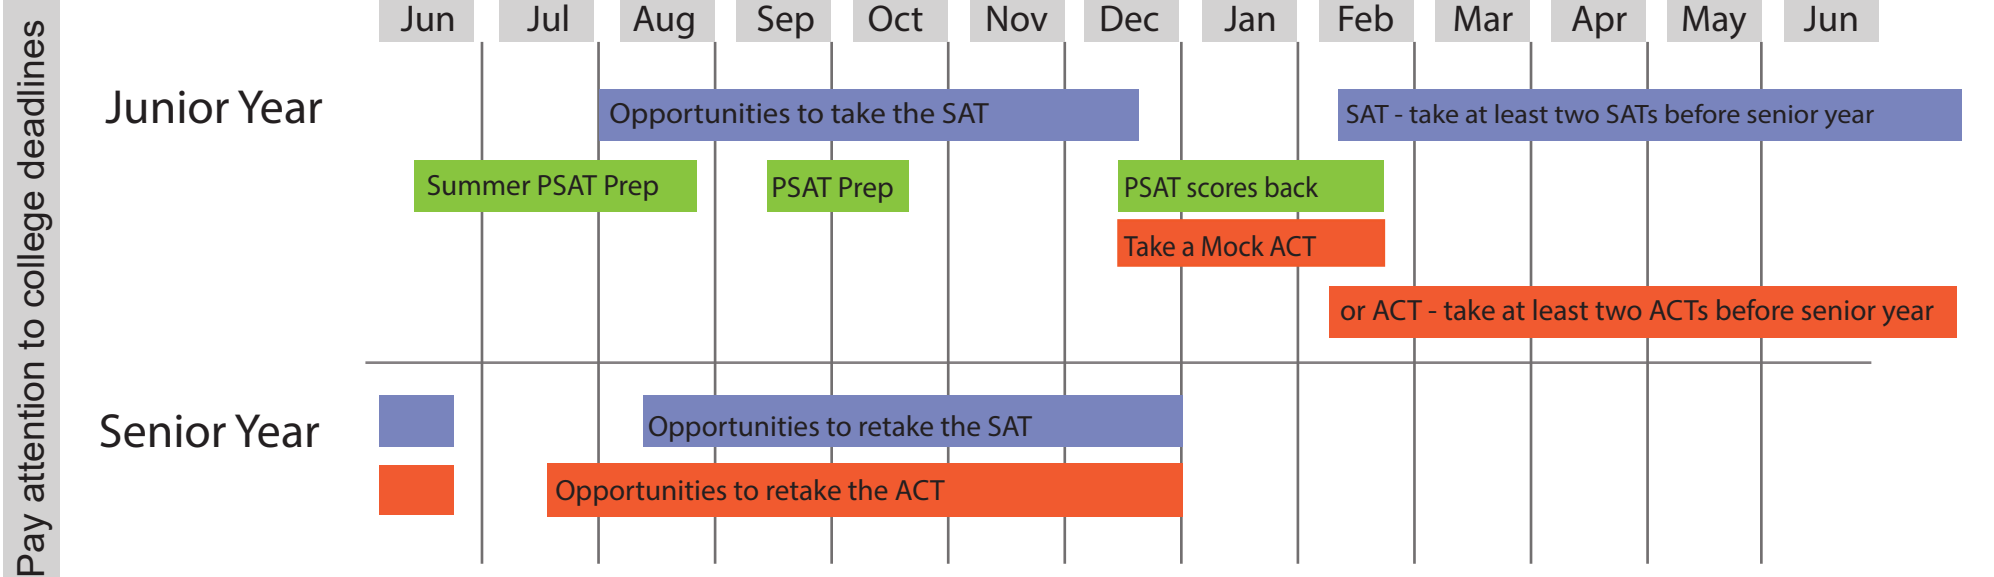 Pay attention to college deadlines
Jun Jul Aug Sep Oct Nov Dec Jan Feb Mar Apr May Jun
Junior Year
Opportunities to take the SAT
SAT - take at least two SATs before senior year
Summer PSAT Prep
PSAT Prep
PSAT scores back
Take a Mock ACT
or ACT - take at least two ACTs before senior year
Senior Year
Opportunities to retake the SAT
Opportunities to retake the ACT